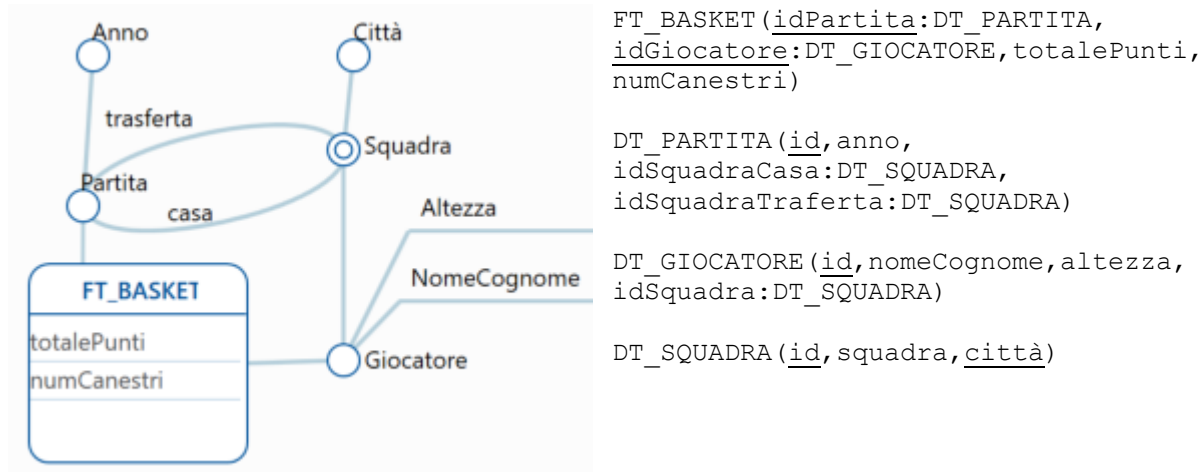 Anno
Città
trasferta
Squadra
Partita
casa
Altezza
NomeCognome
FT_BASKET
totalePunti
numCanestri
Giocatore
FT_BASKET(idPartita:DT_PARTITA,
idGiocatore:DT_GIOCATORE,totalePunti,
numCanestri)
DT_PARTITA(id,anno,
idSquadraCasa:DT_SQUADRA,
idSquadraTraferta:DT_SQUADRA)
DT_GIOCATORE(id,nomeCognome,altezza,
idSquadra:DT_SQUADRA)
DT_SQUADRA(id,squadra,città)